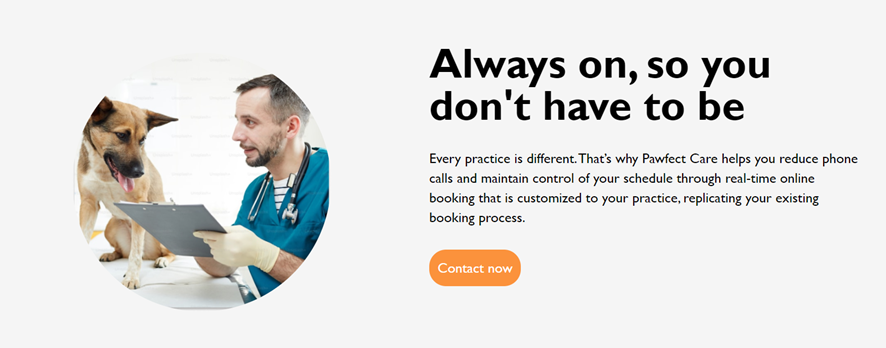 Always on, so you
don't have to be
Every practice is different. That’s why Pawfect Care helps you reduce phone
calls and maintain control of your schedule through real-time online
booking that is customized to your practice, replicating your existing
booking process.
Contact now